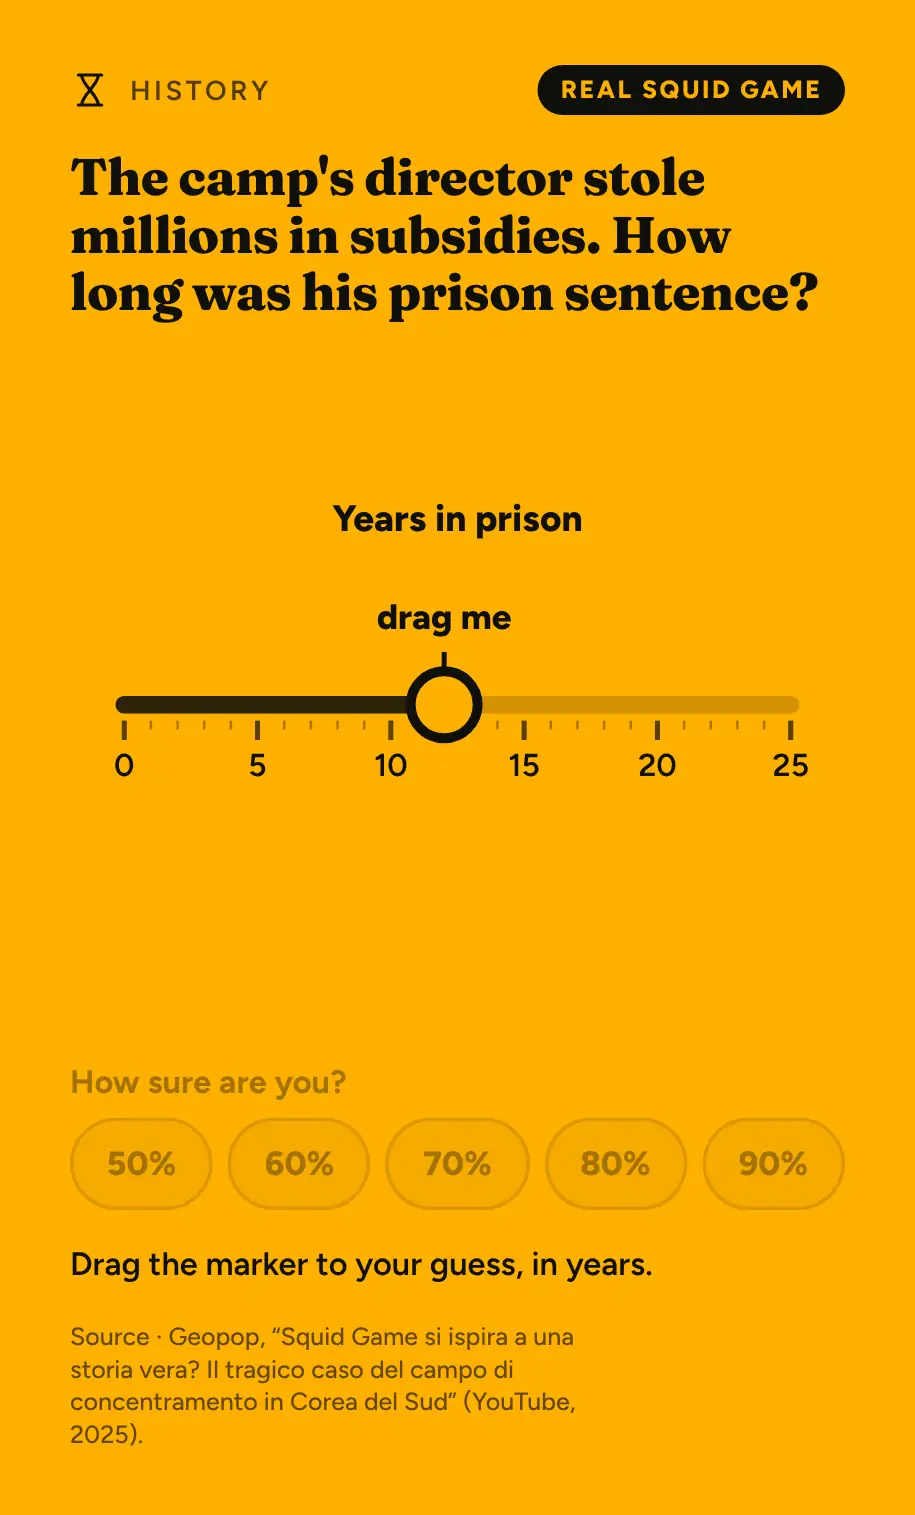 HISTORY
REAL SQUID GAME
The camp's director stole
millions in subsidies. How
long was his prison sentence?
Years in prison
drag me
0 5 10 15 20 25
How sure are you?
50% 60% 70% 80% 90%
Drag the marker to your guess, in years.
Source · Geopop, “Squid Game si ispira a una
storia vera? Il tragico caso del campo di
concentramento in Corea del Sud” (YouTube,
2025).